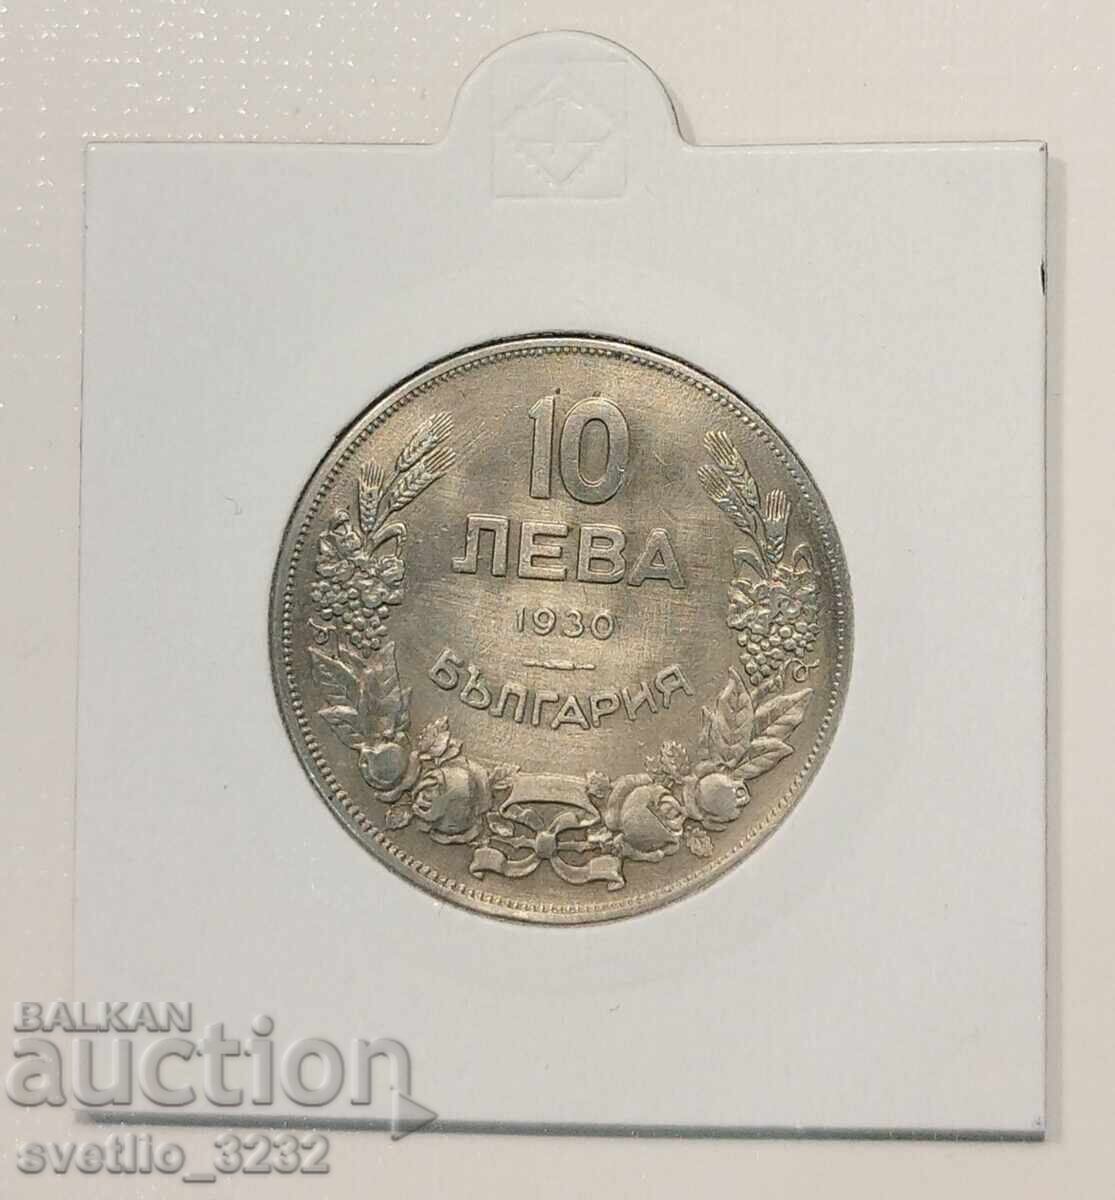 10
ЛЕВА
1930
БЪЛГАРИЯ
BALKAN
auction
svetlio_3232